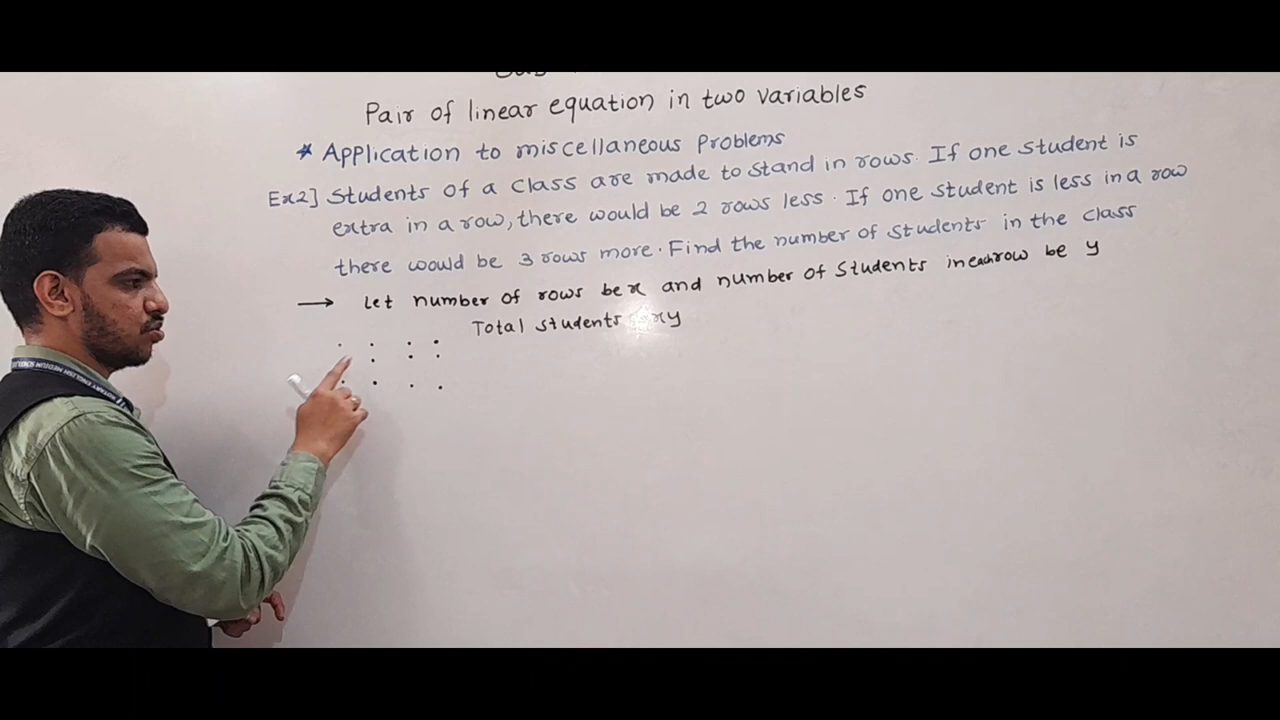 Pair of linear equation in two variables
* Application to miscellaneous Problems
Ex2] Students of a class are made to stand in rows. If one student is
extra in a row, there would be 2 rows less. If one student is less in a row
there would be 3 rows more. Find the number of students in the class
→ Let number of rows be x and number of Students in each row be y
Total students = xy
ENGLISH MEDIUM